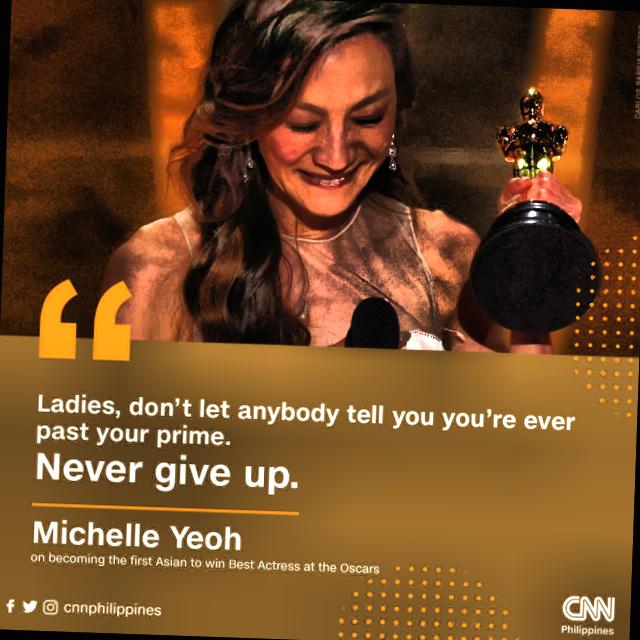 Ladies, don't let anybody tell you you're ever
past your prime.
Never give up.
Michelle Yeoh
on becoming the first Asian to win Best Actress at the Oscars
cnnphilippines
CNN
Philippines